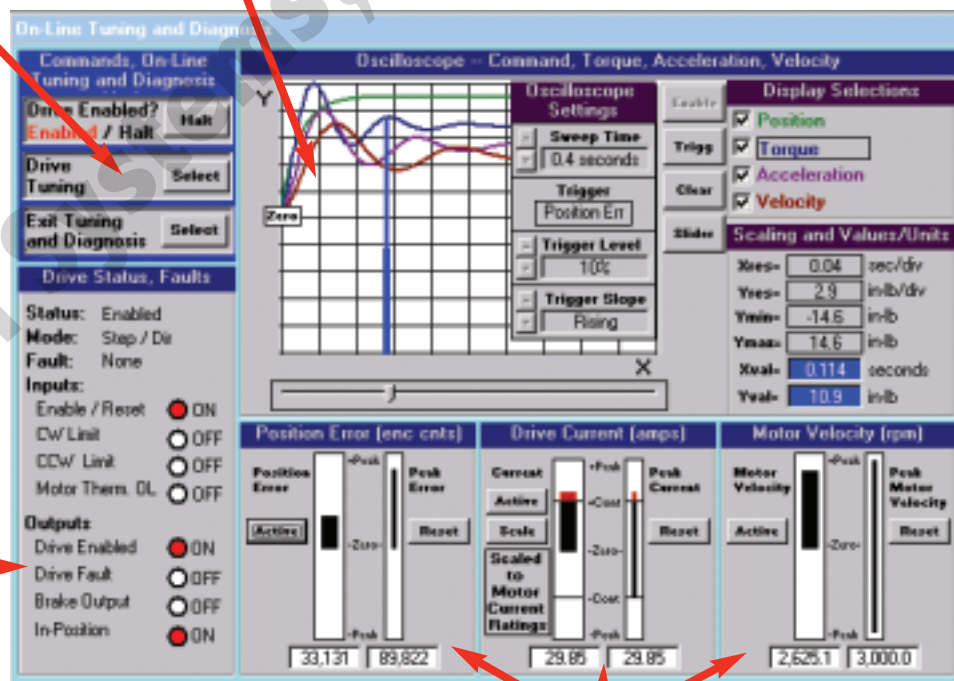 On-Line Tuning and Diagnosis
Commands, On-Line
Tuning and Diagnosis
Drive Enabled?
Enabled / Halt
Halt
Drive
Tuning
Select
Exit Tuning
and Diagnosis
Select
Drive Status, Faults
Status: Enabled
Mode: Step / Dir
Fault: None
Inputs:
Enable / Reset ON
CW Limit OFF
CCW Limit OFF
Motor Therm. OL OFF
Outputs
Drive Enabled ON
Drive Fault OFF
Brake Output OFF
In-Position ON
Oscilloscope -- Command, Torque, Acceleration, Velocity
Y
Zero
X
Oscilloscope
Settings
Sweep Time
0.4 seconds
Trigger
Position Err
Trigger Level
10%
Trigger Slope
Rising
Enable
Trigg
Clear
Slider
Display Selections
Position
Torque
Acceleration
Velocity
Scaling and Values/Units
Xres= 0.04 sec/div
Yres= 2.9 in-lb/div
Ymin= -14.6 in-lb
Ymax= 14.6 in-lb
Xval= 0.114 seconds
Yval= 10.9 in-lb
Position Error (enc cnts)
Position
Error
Active
+Peak
-Zero-
-Peak
Peak
Error
Reset
33,131 89,822
Drive Current (amps)
Current
Active
Scale
Scaled
to
Motor
Current
Ratings
+Peak
+Cont
-Zero-
-Cont
-Peak
Peak
Current
Reset
29.85 29.85
Motor Velocity (rpm)
Motor
Velocity
Active
+Peak
-Zero-
-Peak
Peak
Motor
Velocity
Reset
2,625.1 3,000.0
Systems